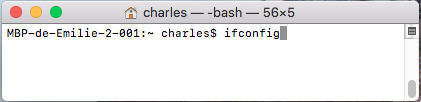 charles — -bash — 56×5
MBP-de-Emilie-2-001:~ charles$ ifconfig